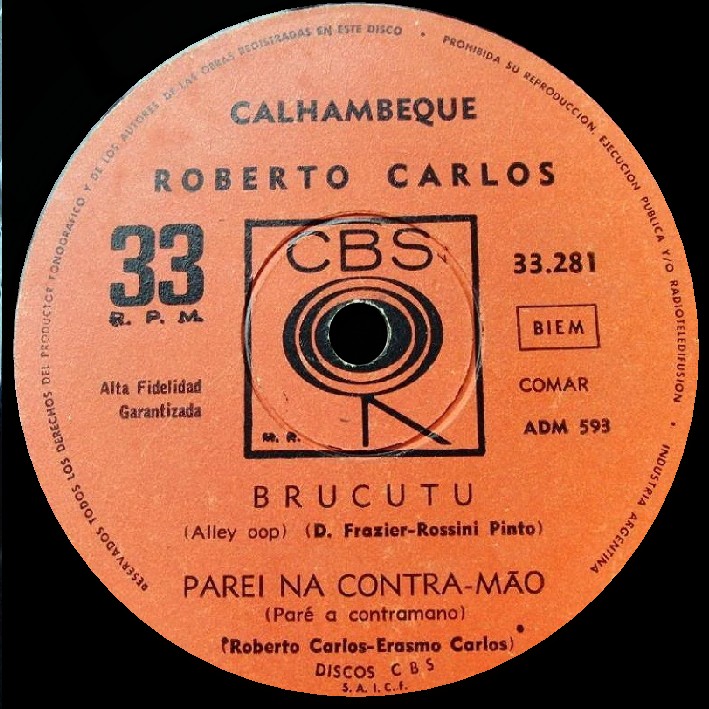 RESERVADOS TODOS LOS DERECHOS DEL PRODUCTOR FONOGRAFICO Y DE LOS AUTORES DE LAS OBRAS REGISTRADAS EN ESTE DISCO • PROHIBIDA SU REPRODUCCION, EJECUCION PUBLICA Y/O RADIOTELEDIFUSION • INDUSTRIA ARGENTINA
CALHAMBEQUE
ROBERTO CARLOS
33
R. P. M.
CBS
33.281
BIEM
Alta Fidelidad
Garantizada
COMAR
ADM 593
M. R.
BRUCUTU
(Alley oop) (D. Frazier-Rossini Pinto)
PAREI NA CONTRA-MÃO
(Paré a contramano)
(Roberto Carlos-Erasmo Carlos)
DISCOS CBS
S. A. I. C. F.